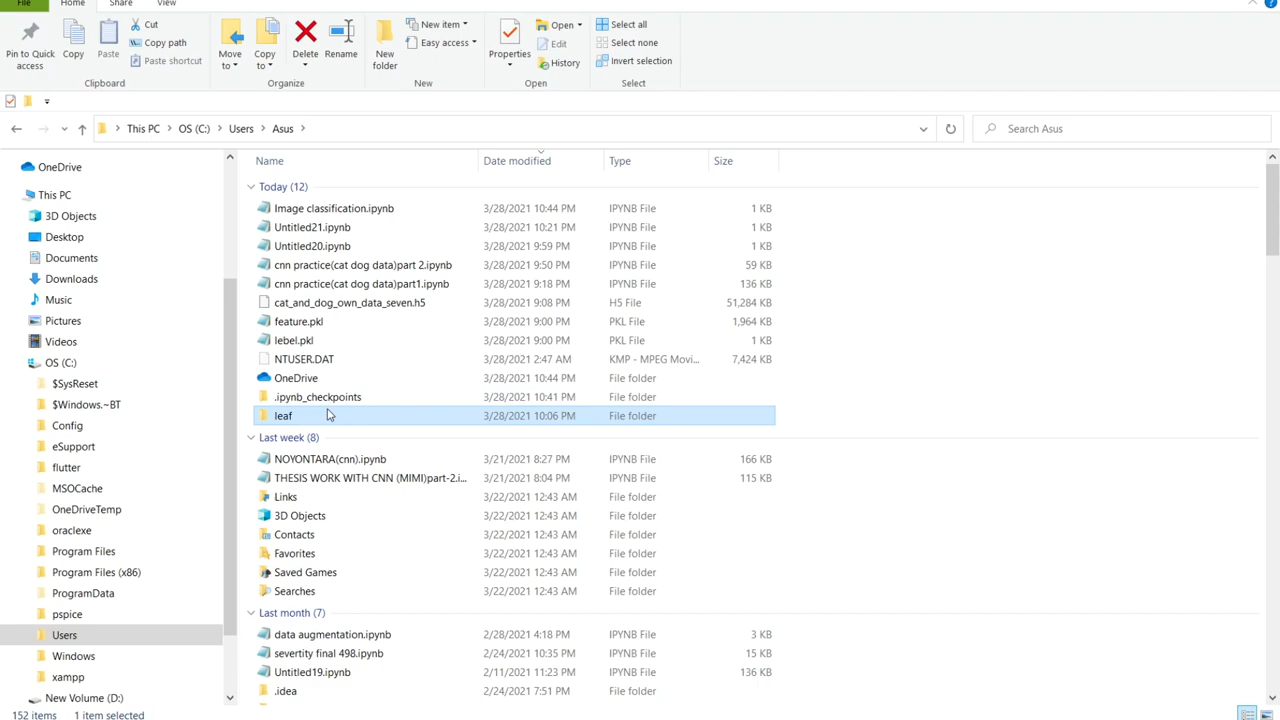 File Home Share View
Pin to Quick access
Copy
Paste
Cut
Copy path
Paste shortcut
Clipboard
Move to
Copy to
Delete
Rename
Organize
New folder
New item
Easy access
New
Properties
Open
Edit
History
Open
Select all
Select none
Invert selection
Select
This PC OS (C:) Users Asus
Search Asus
OneDrive
This PC
3D Objects
Desktop
Documents
Downloads
Music
Pictures
Videos
OS (C:)
$SysReset
$Windows.~BT
Config
eSupport
flutter
MSOCache
OneDriveTemp
oraclexe
Program Files
Program Files (x86)
ProgramData
pspice
Users
Windows
xampp
New Volume (D:)
Name Date modified Type Size
Today (12)
Image classification.ipynb 3/28/2021 10:44 PM IPYNB File 1 KB
Untitled21.ipynb 3/28/2021 10:21 PM IPYNB File 1 KB
Untitled20.ipynb 3/28/2021 9:59 PM IPYNB File 1 KB
cnn practice(cat dog data)part 2.ipynb 3/28/2021 9:50 PM IPYNB File 59 KB
cnn practice(cat dog data)part1.ipynb 3/28/2021 9:18 PM IPYNB File 136 KB
cat_and_dog_own_data_seven.h5 3/28/2021 9:08 PM H5 File 51,284 KB
feature.pkl 3/28/2021 9:00 PM PKL File 1,964 KB
lebel.pkl 3/28/2021 9:00 PM PKL File 1 KB
NTUSER.DAT 3/28/2021 2:47 AM KMP - MPEG Movi... 7,424 KB
OneDrive 3/28/2021 10:44 PM File folder
.ipynb_checkpoints 3/28/2021 10:41 PM File folder
leaf 3/28/2021 10:06 PM File folder
Last week (8)
NOYONTARA(cnn).ipynb 3/21/2021 8:27 PM IPYNB File 166 KB
THESIS WORK WITH CNN (MIMI)part-2.i... 3/21/2021 8:04 PM IPYNB File 115 KB
Links 3/22/2021 12:43 AM File folder
3D Objects 3/22/2021 12:43 AM File folder
Contacts 3/22/2021 12:43 AM File folder
Favorites 3/22/2021 12:43 AM File folder
Saved Games 3/22/2021 12:43 AM File folder
Searches 3/22/2021 12:43 AM File folder
Last month (7)
data augmentation.ipynb 2/28/2021 4:18 PM IPYNB File 3 KB
severtity final 498.ipynb 2/24/2021 10:35 PM IPYNB File 15 KB
Untitled19.ipynb 2/11/2021 11:23 PM IPYNB File 136 KB
.idea 2/24/2021 7:51 PM File folder
152 items 1 item selected